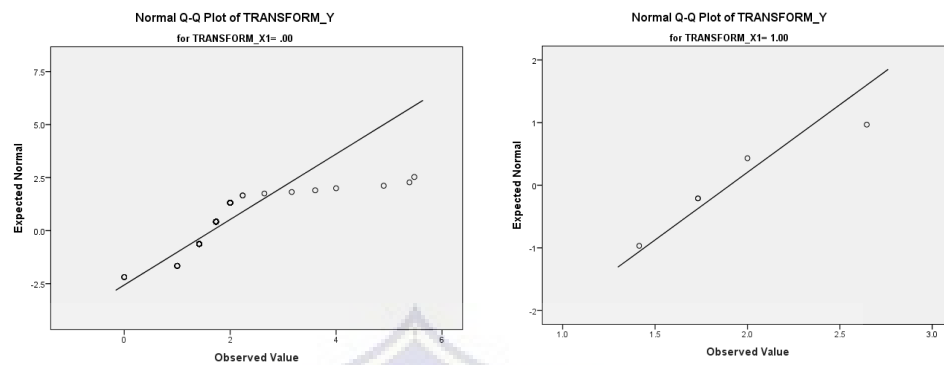 Normal Q-Q Plot of TRANSFORM_Y
for TRANSFORM_X1= .00
7.5
5.0
2.5
0.0
-2.5
Expected Normal
0
2
4
6
Observed Value
Normal Q-Q Plot of TRANSFORM_Y
for TRANSFORM_X1= 1.00
2
1
0
-1
-2
Expected Normal
1.0
1.5
2.0
2.5
3.0
Observed Value